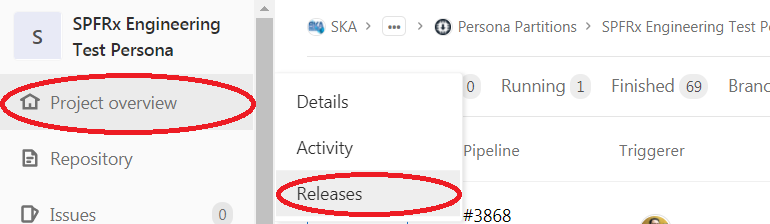 S
SPFRx Engineering
Test Persona
SKA > ... > Persona Partitions > SPFRx Engineering Test Pe
Project overview
Repository
Issues 0
Details
Activity
Releases
0 Running 1 Finished 69 Branc
Pipeline Triggerer
#3868